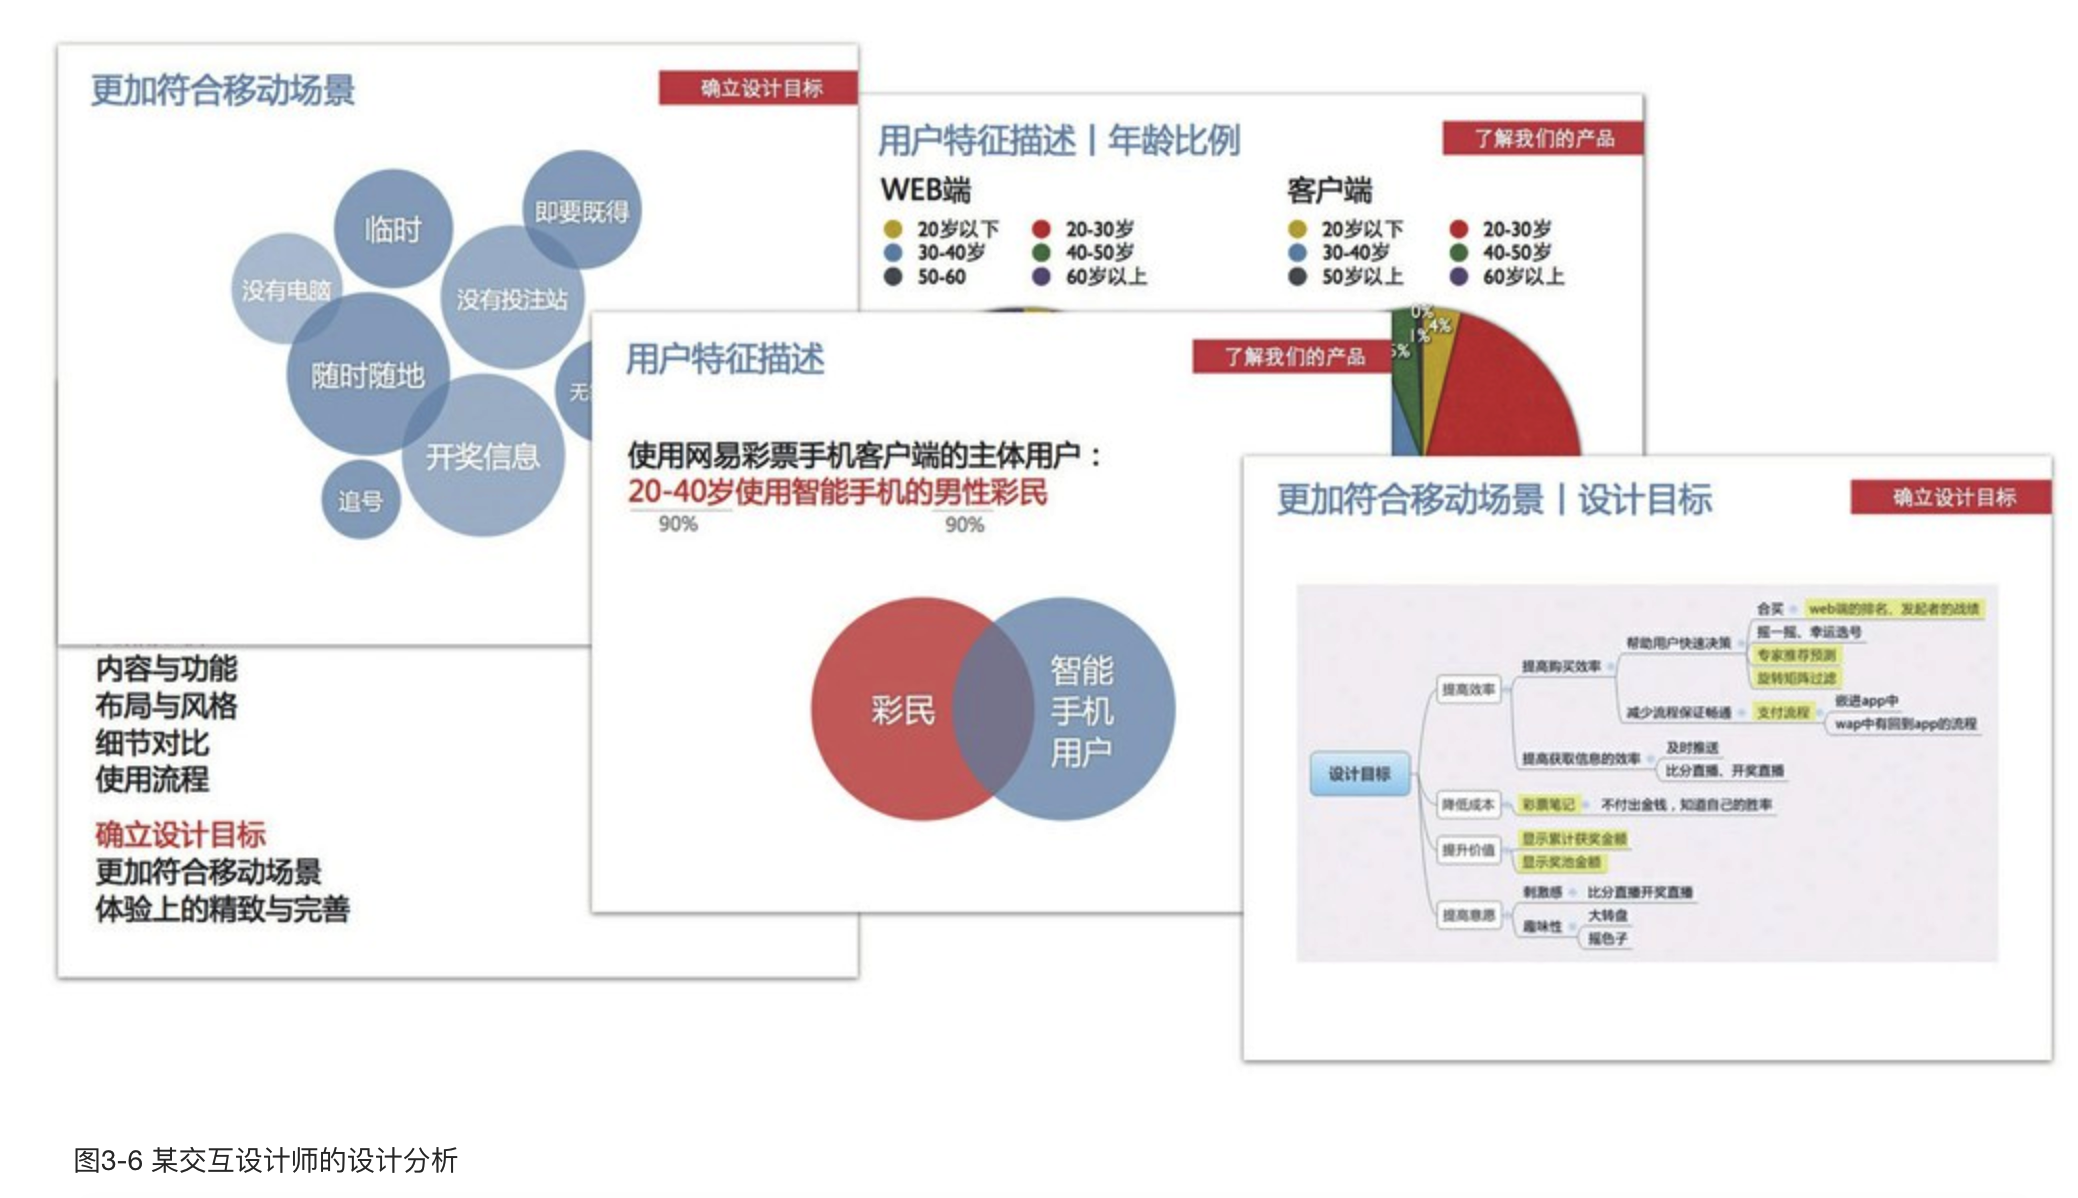 更加符合移动场景
确立设计目标
临时
即要既得
没有电脑
没有投注站
随时随地
开奖信息
追号
内容与功能
布局与风格
细节对比
使用流程
确立设计目标
更加符合移动场景
体验上的精致与完善
用户特征描述 | 年龄比例
了解我们的产品
WEB端
20岁以下 20-30岁
30-40岁 40-50岁
50-60 60岁以上
客户端
20岁以下 20-30岁
30-40岁 40-50岁
50岁以上 60岁以上
0%
1% 4%
用户特征描述
了解我们的产品
使用网易彩票手机客户端的主体用户：
20-40岁使用智能手机的男性彩民
90% 90%
彩民
智能
手机
用户
更加符合移动场景 | 设计目标
确立设计目标
设计目标
提高效率
提高购买效率
帮助用户快速决策
合买 web端的排名、发起者的战绩
摇一摇、幸运选号
专家推荐预测
旋转矩阵过滤
减少流程保证畅通
支付流程
嵌进app中
wap中有回到app的流程
提高获取信息的效率
及时推送
比分直播、开奖直播
降低成本
彩票笔记 不付出金钱，知道自己的胜率
提升价值
显示累计获奖金额
显示奖池金额
提高意愿
刺激感 比分直播开奖直播
趣味性
大转盘
摇色子
图3-6 某交互设计师的设计分析